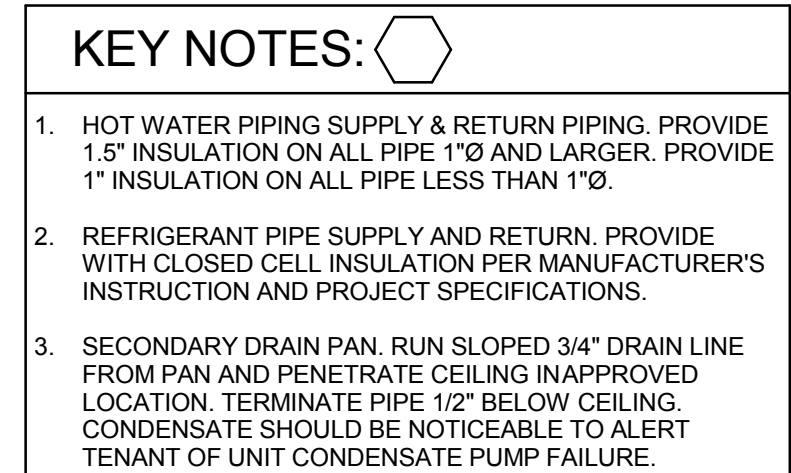 KEY NOTES:
1. HOT WATER PIPING SUPPLY & RETURN PIPING. PROVIDE
1.5" INSULATION ON ALL PIPE 1"Ø AND LARGER. PROVIDE
1" INSULATION ON ALL PIPE LESS THAN 1"Ø.
2. REFRIGERANT PIPE SUPPLY AND RETURN. PROVIDE
WITH CLOSED CELL INSULATION PER MANUFACTURER'S
INSTRUCTION AND PROJECT SPECIFICATIONS.
3. SECONDARY DRAIN PAN. RUN SLOPED 3/4" DRAIN LINE
FROM PAN AND PENETRATE CEILING INAPPROVED
LOCATION. TERMINATE PIPE 1/2" BELOW CEILING.
CONDENSATE SHOULD BE NOTICEABLE TO ALERT
TENANT OF UNIT CONDENSATE PUMP FAILURE.